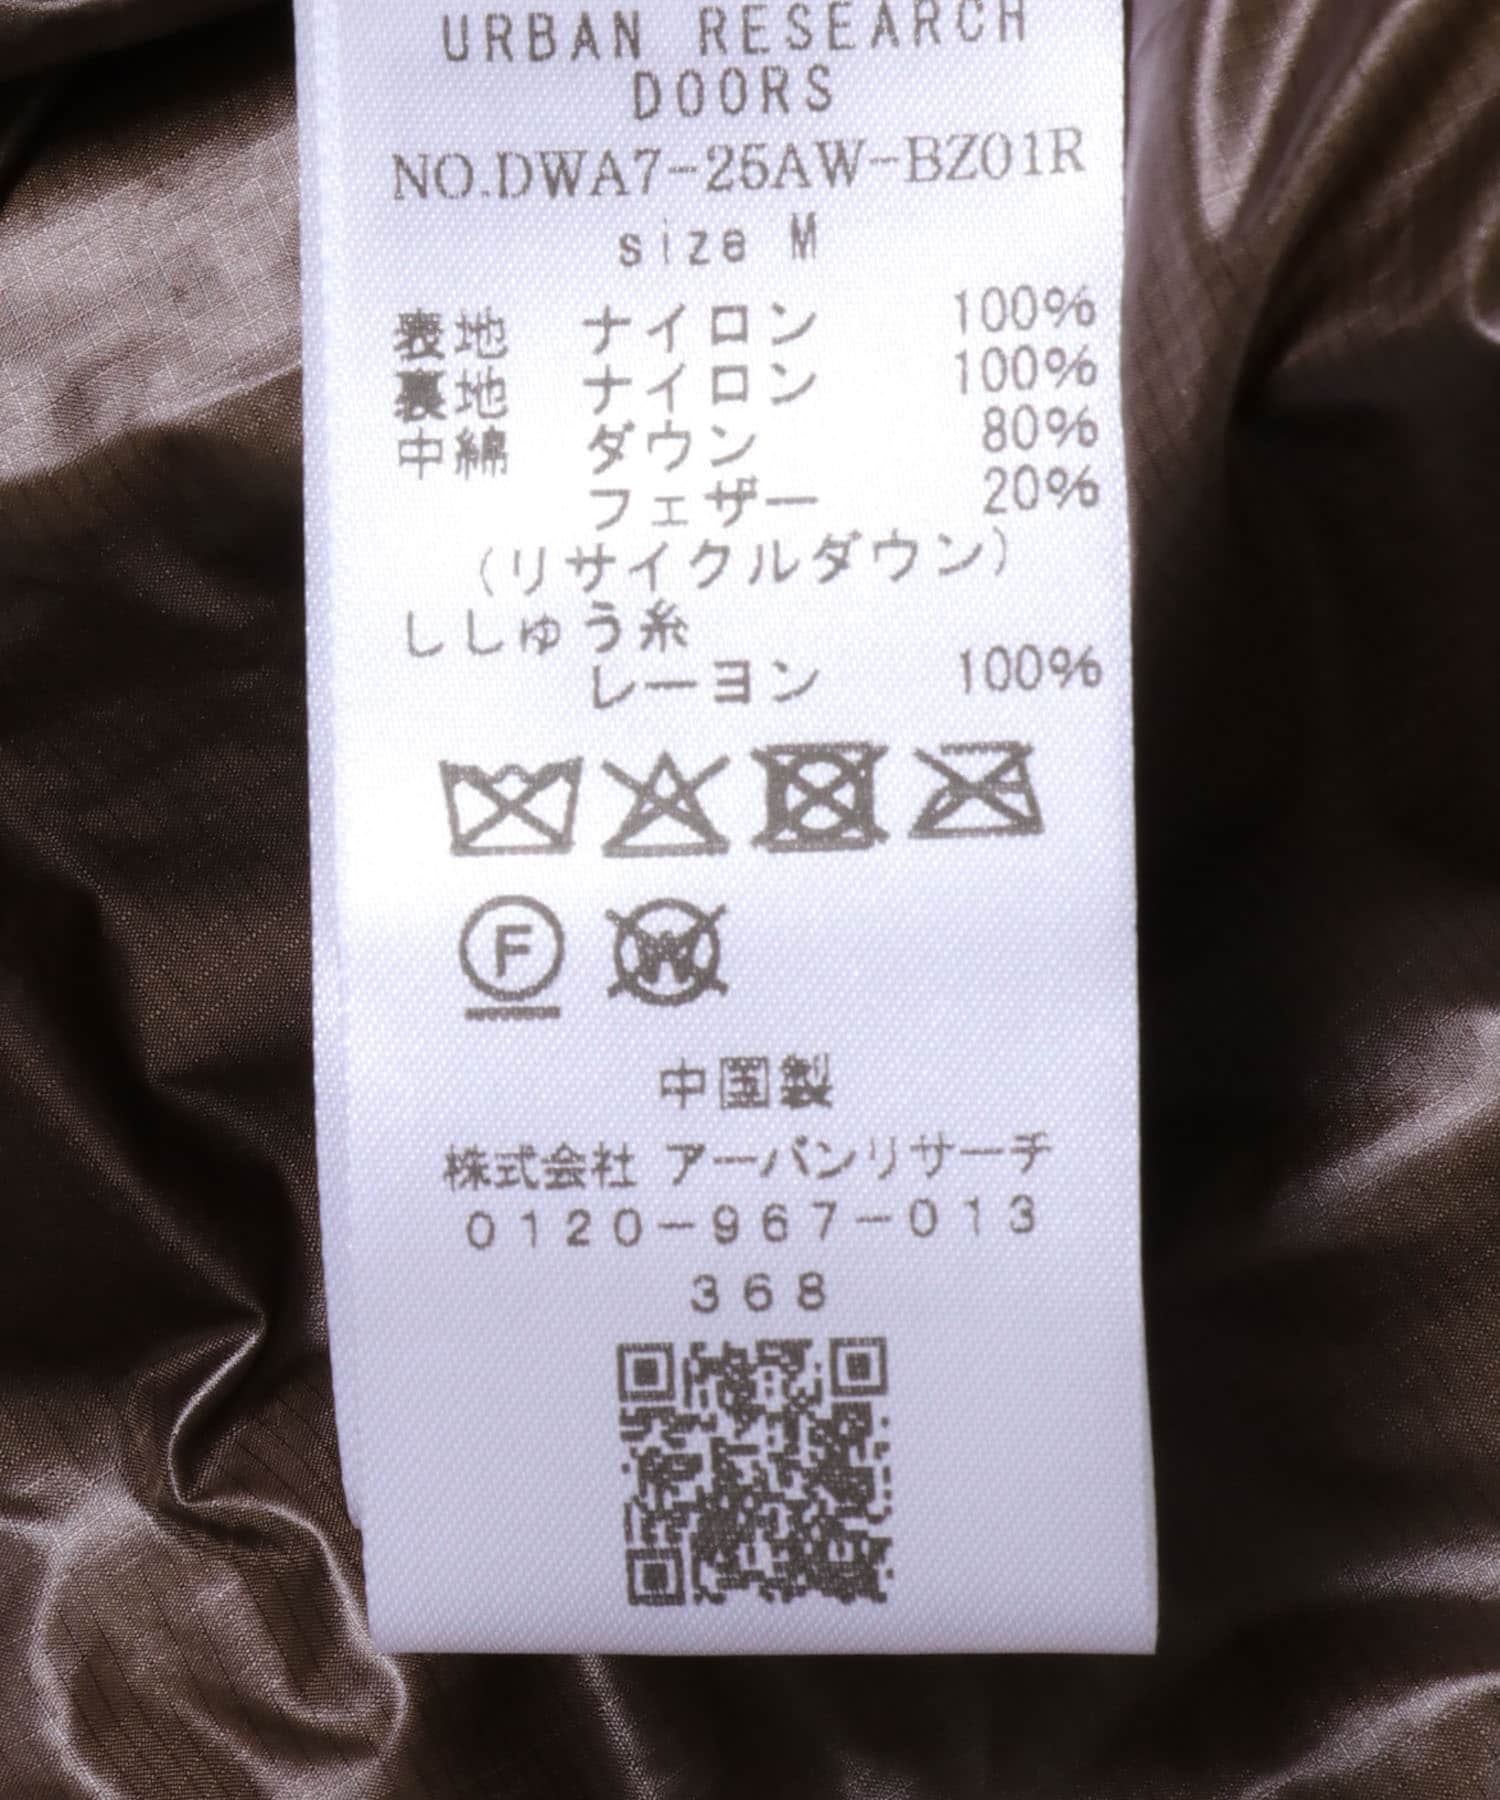 URBAN RESEARCH
DOORS
NO.DWA7-25AW-BZ01R
size M
表地 ナイロン 100%
裏地 ナイロン 100%
中綿 ダウン 80%
フェザー 20%
(リサイクルダウン)
ししゅう糸
レーヨン 100%
F W
中国製
株式会社 アーバンリサーチ
0120-967-013
368